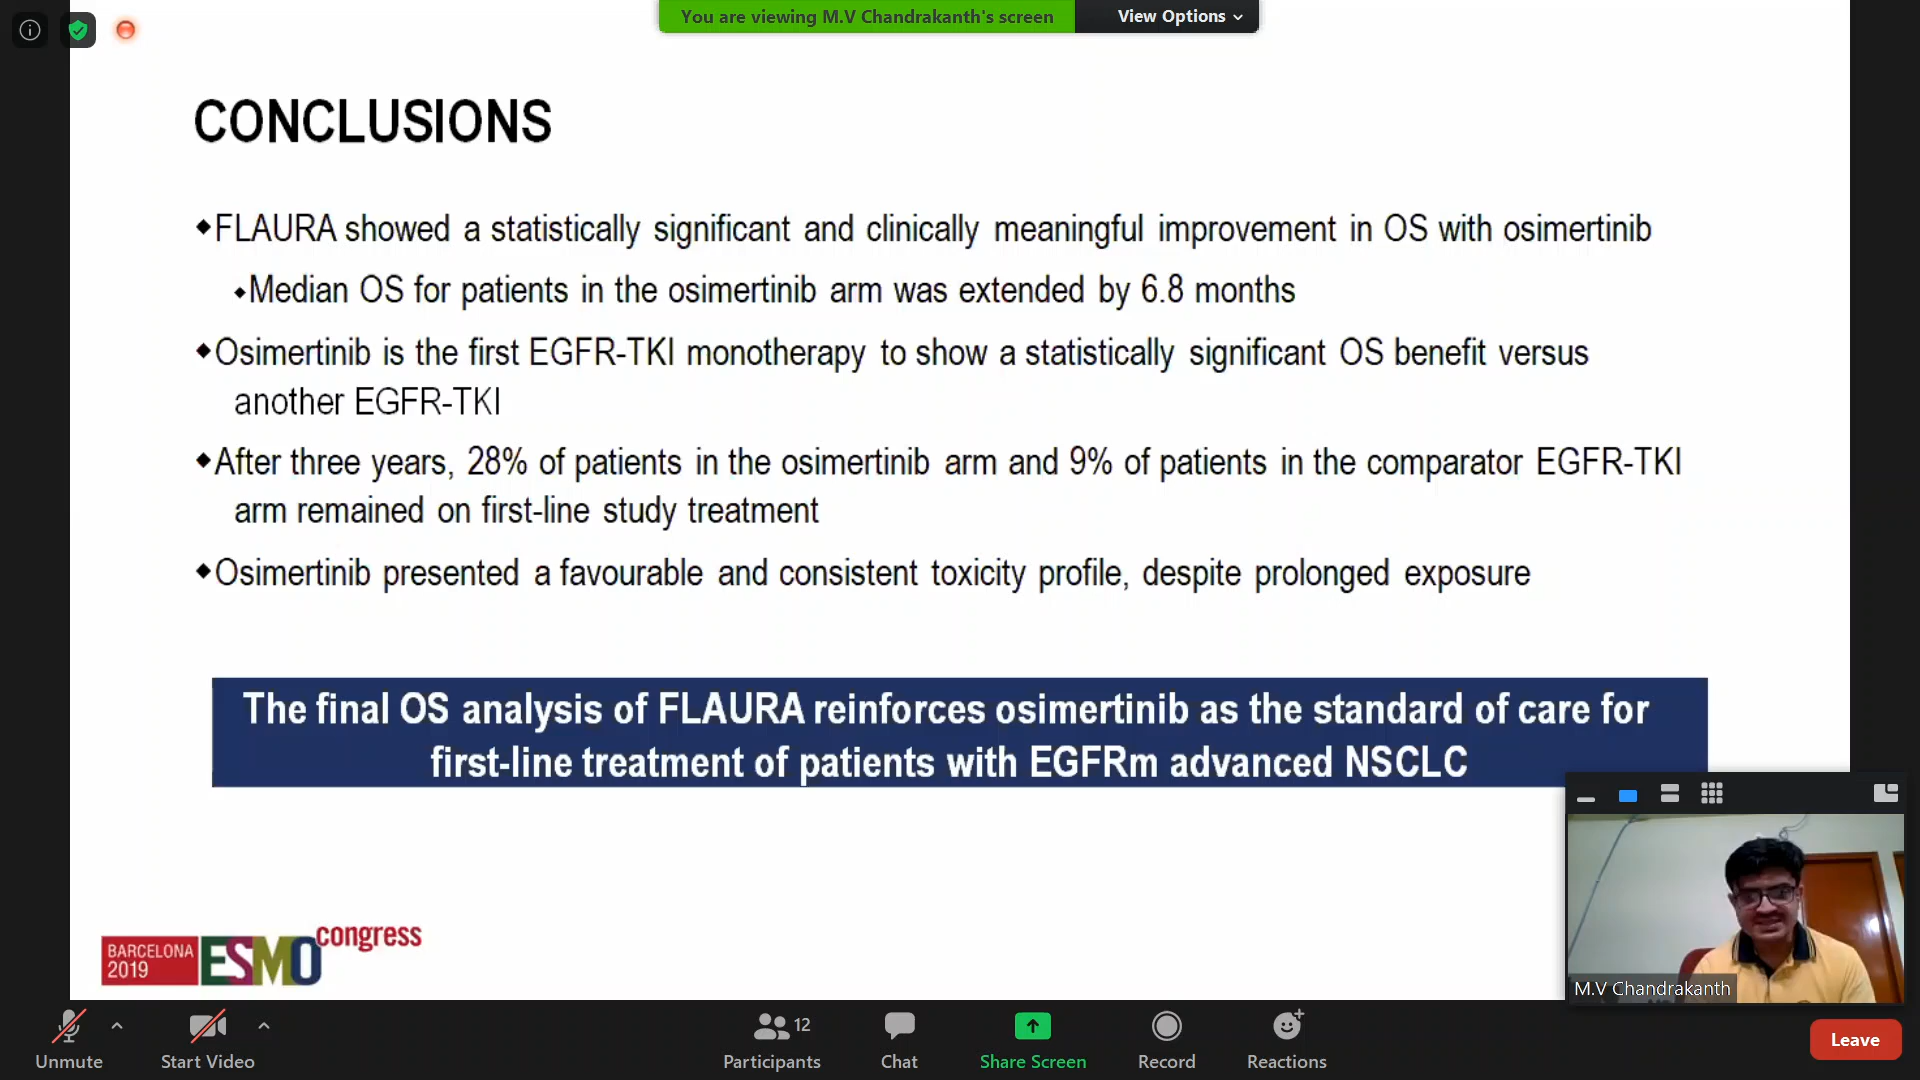 You are viewing M.V Chandrakanth's screen
View Options
CONCLUSIONS
◆FLAURA showed a statistically significant and clinically meaningful improvement in OS with osimertinib
◆Median OS for patients in the osimertinib arm was extended by 6.8 months
◆Osimertinib is the first EGFR-TKI monotherapy to show a statistically significant OS benefit versus
another EGFR-TKI
◆After three years, 28% of patients in the osimertinib arm and 9% of patients in the comparator EGFR-TKI
arm remained on first-line study treatment
◆Osimertinib presented a favourable and consistent toxicity profile, despite prolonged exposure
The final OS analysis of FLAURA reinforces osimertinib as the standard of care for
first-line treatment of patients with EGFRm advanced NSCLC
BARCELONA
2019
ESMO congress
M.V Chandrakanth
Unmute
Start Video
12
Participants
Chat
Share Screen
Record
Reactions
Leave